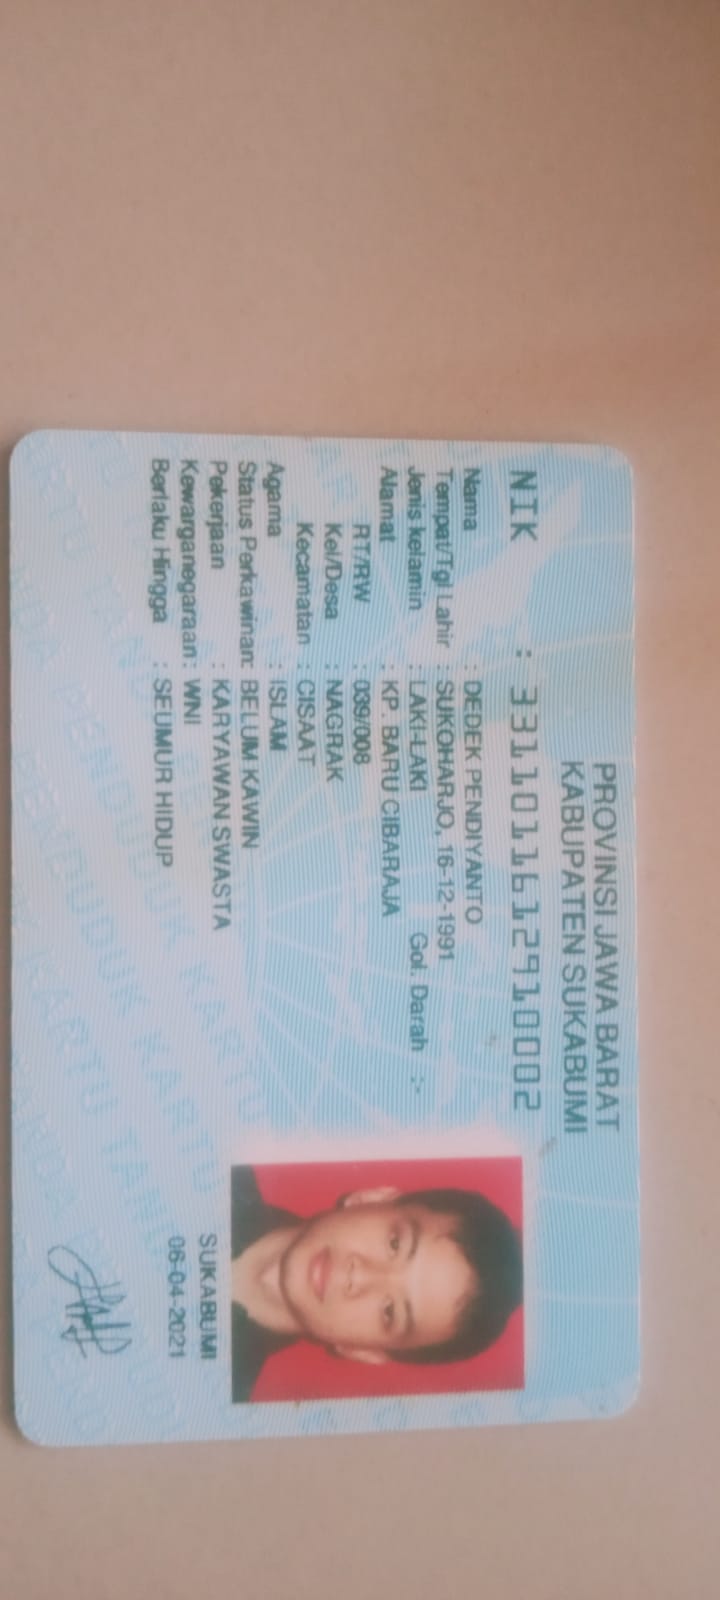 PROVINSI JAWA BARAT
KABUPATEN SUKABUMI
NIK : 3311011612910002
Nama : DEDEK PENDIYANTO
Tempat/Tgl Lahir : SUKOHARJO, 16-12-1991
Jenis kelamin : LAKI-LAKI Gol. Darah :-
Alamat : KP. BARU CIBARAJA
RT/RW : 039/008
Kel/Desa : NAGRAK
Kecamatan : CISAAT
Agama : ISLAM
Status Perkawinan: BELUM KAWIN
Pekerjaan : KARYAWAN SWASTA
Kewarganegaraan: WNI
Berlaku Hingga : SEUMUR HIDUP
SUKABUMI
06-04-2021